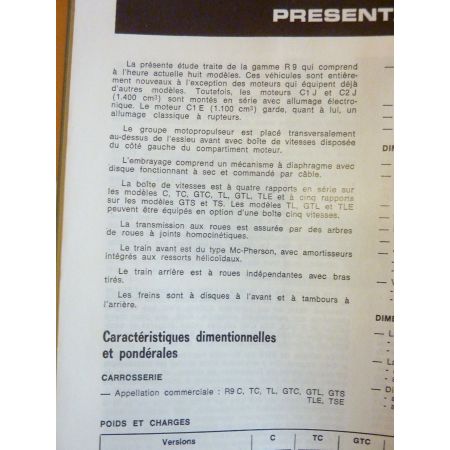 PRESENT
La présente étude traite de la gamme R 9 qui comprend
à l'heure actuelle huit modèles. Ces véhicules sont entière-
ment nouveaux à l'exception des moteurs qui équipent déjà
d'autres modèles. Toutefois, les moteurs C1 J et C2 J
(1.400 cm³) sont montés en série avec allumage électro-
nique. Le moteur C1 E (1.100 cm³) garde, quant à lui, un
allumage classique à rupteurs.
Le groupe motopropulseur est placé transversalement
au-dessus de l'essieu avant avec boîte de vitesses disposée
du côté gauche du compartiment moteur.
L'embrayage comprend un mécanisme à diaphragme avec
disque fonctionnant à sec et commandé par câble.
La boîte de vitesses est à quatre rapports en série sur
les modèles C, TC, GTC, TL, GTL, TLE et à cinq rapports
sur les modèles GTS et TS. Les modèles TL, GTL et TLE
peuvent être équipés en option d'une boîte cinq vitesses.
La transmission aux roues est assurée par des arbres
de roues à joints homocinétiques.
Le train avant est du type Mc-Pherson, avec amortisseurs
intégrés aux ressorts hélicoïdaux.
Le train arrière est à roues indépendantes avec bras
tirés.
Les freins sont à disques à l'avant et à tambours à
l'arrière.
Caractéristiques dimentionnelles
et pondérales
CARROSSERIE
— Appellation commerciale : R9 C, TC, TL, GTC, GTL, GTS
TLE, TSE
POIDS ET CHARGES
Versions C TC GTC
DI
DIME
— L
— La
— Di